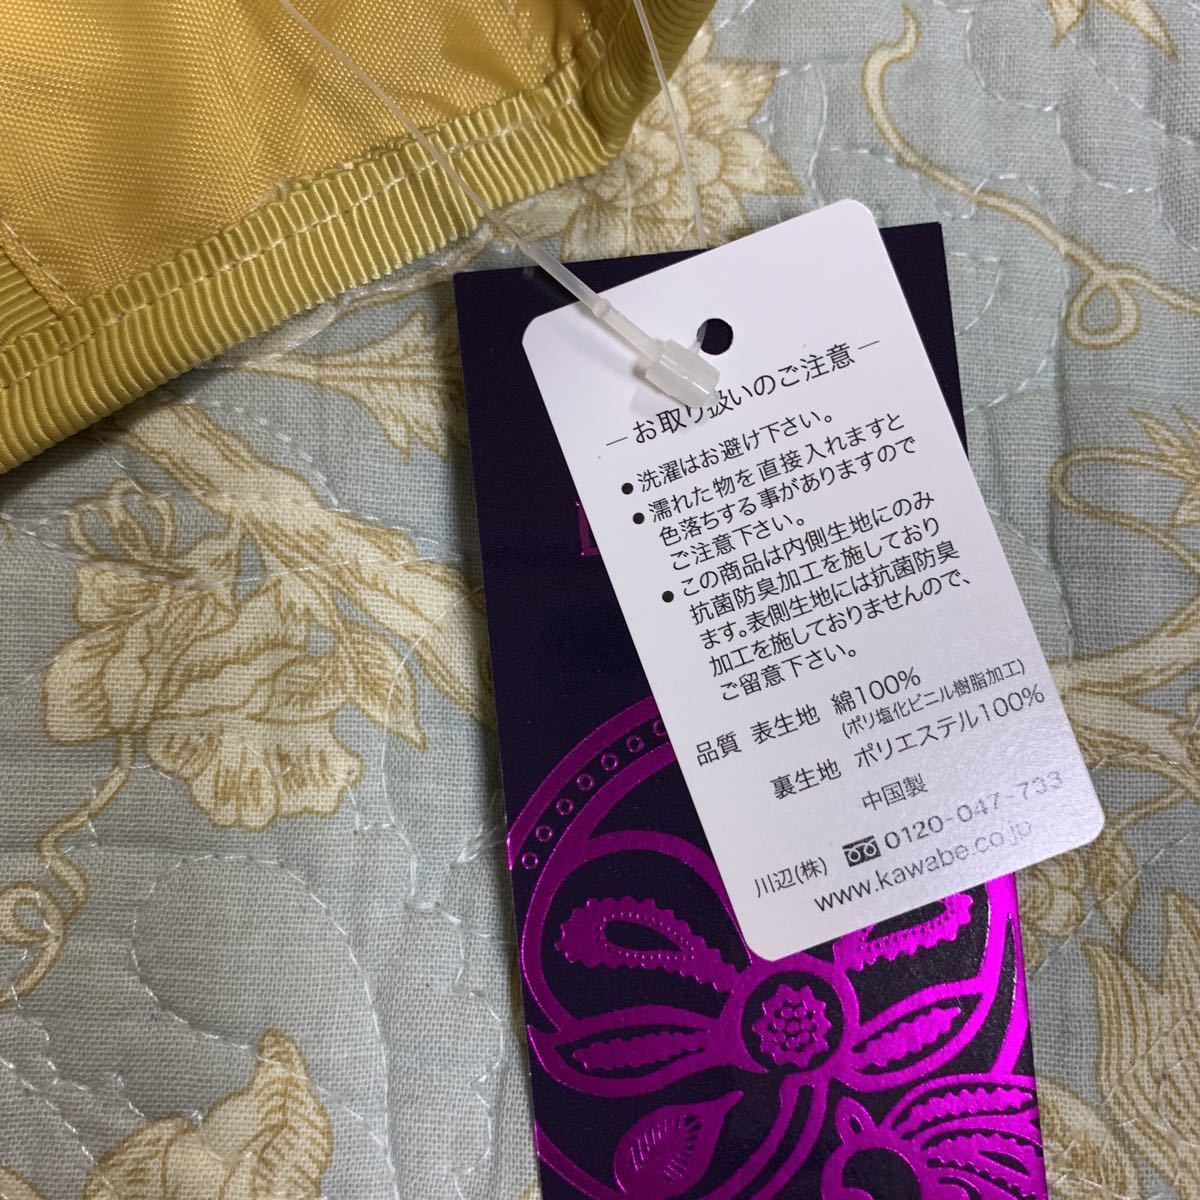 －お取り扱いのご注意－
●洗濯はお避け下さい。
●濡れた物を直接入れますと
色落ちする事がありますので
ご注意下さい。
●この商品は内側生地にのみ
抗菌防臭加工を施しており
ます。表側生地には抗菌防臭
加工を施しておりませんので、
ご留意下さい。
品質 表生地 綿100%
(ポリ塩化ビニル樹脂加工)
裏生地 ポリエステル100%
中国製
川辺(株) 0120-047-733
www.kawabe.co.jp